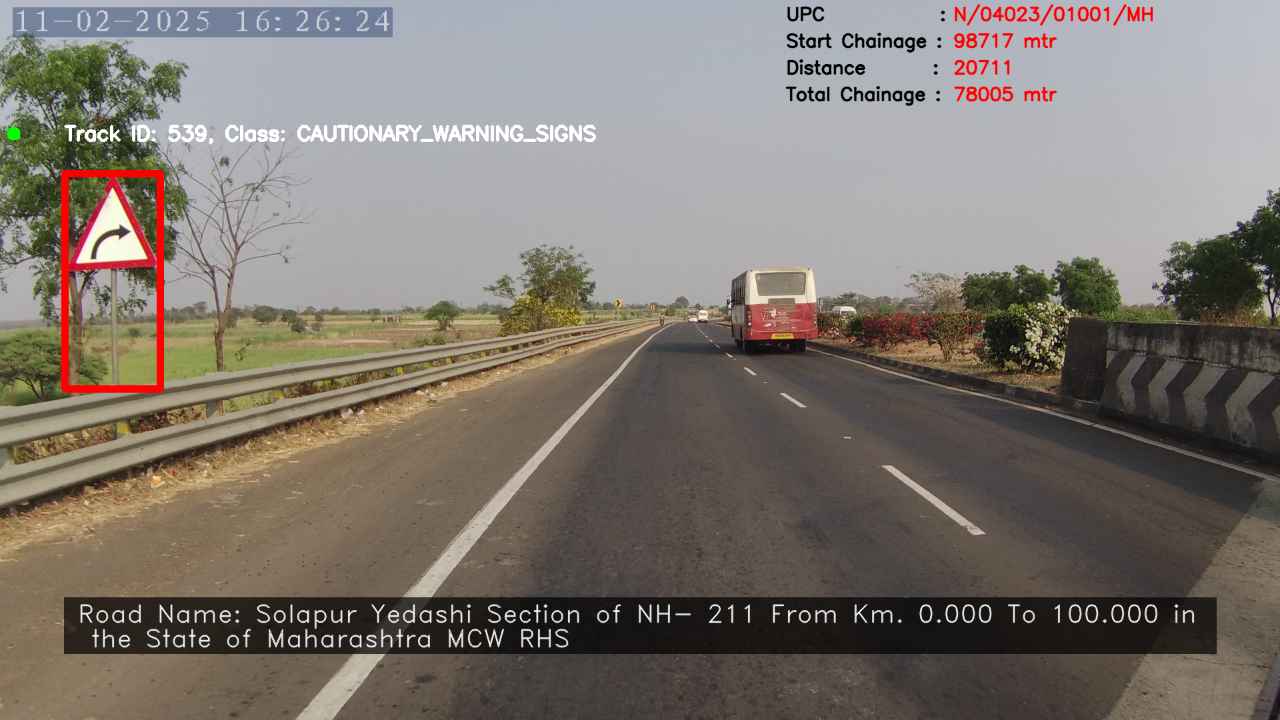 11-02-2025 16:26:24
UPC : N/04023/01001/MH
Start Chainage : 98717 mtr
Distance : 20711
Total Chainage : 78005 mtr
Track ID: 539, Class: CAUTIONARY_WARNING_SIGNS
Road Name: Solapur Yedashi Section of NH- 211 From Km. 0.000 To 100.000 in
the State of Maharashtra MCW RHS